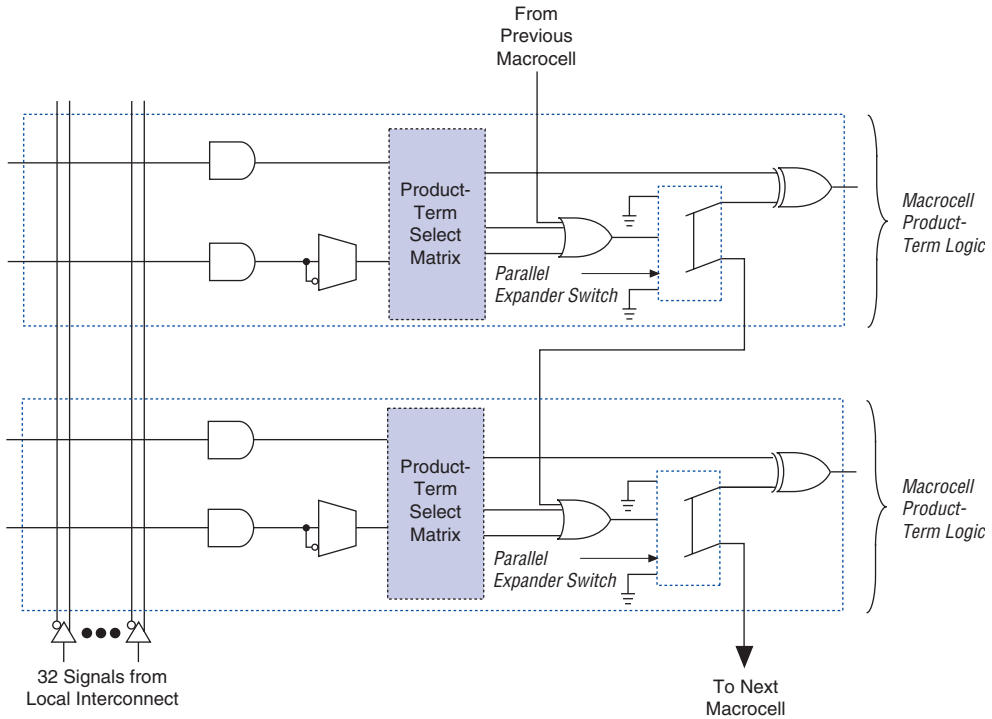 From
Previous
Macrocell
Product-
Term
Select
Matrix
Macrocell
Product-
Term Logic
Parallel
Expander Switch
Product-
Term
Select
Matrix
Macrocell
Product-
Term Logic
Parallel
Expander Switch
32 Signals from
Local Interconnect
To Next
Macrocell